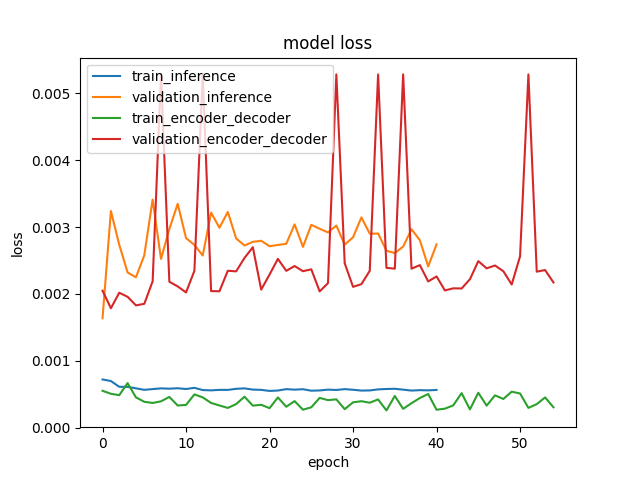 model loss
train_inference
validation_inference
train_encoder_decoder
validation_encoder_decoder
loss
0.005
0.004
0.003
0.002
0.001
0.000
0 10 20 30 40 50
epoch